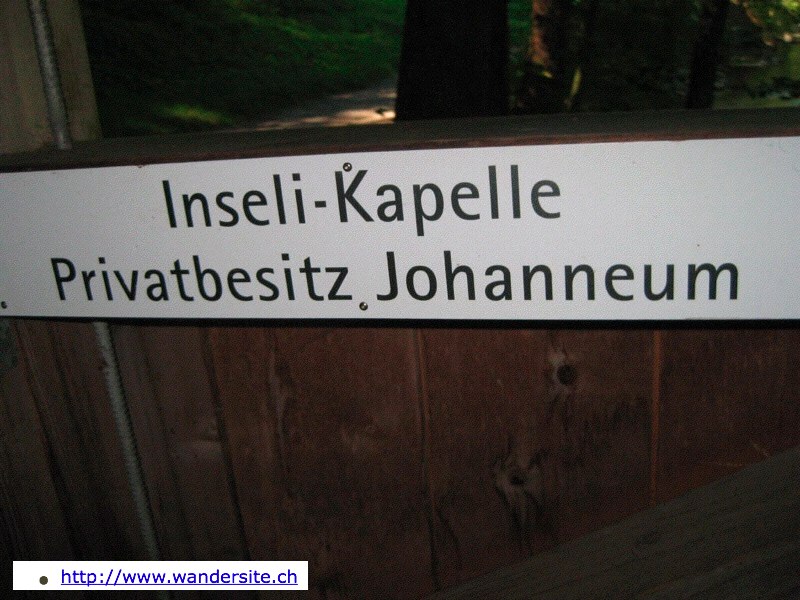 Inseli-Kapelle
Privatbesitz Johanneum
http://www.wandersite.ch